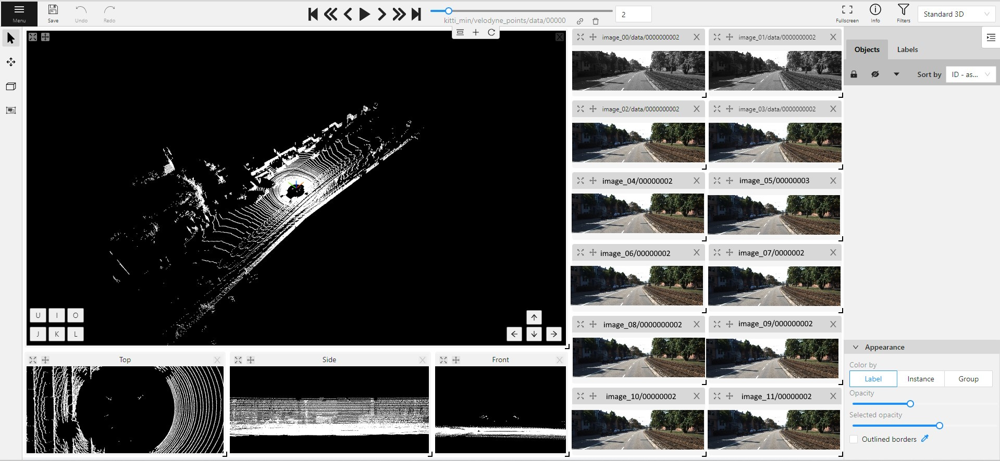 Menu
Save
Undo
Redo
kitti_min/velodyne_points/data/00000
2
Fullscreen
Info
Filters
Standard 3D
image_00/data/0000000002
image_01/data/0000000002
Objects
Labels
Sort by
ID - as...
image_02/data/0000000002
image_03/data/0000000002
image_04/00000002
image_05/00000003
image_06/00000002
image_07/0000002
U I O
J K L
image_08/0000000002
image_09/000000002
Top
Side
Front
image_10/00000002
image_11/00000002
Appearance
Color by
Label
Instance
Group
Opacity
Selected opacity
Outlined borders